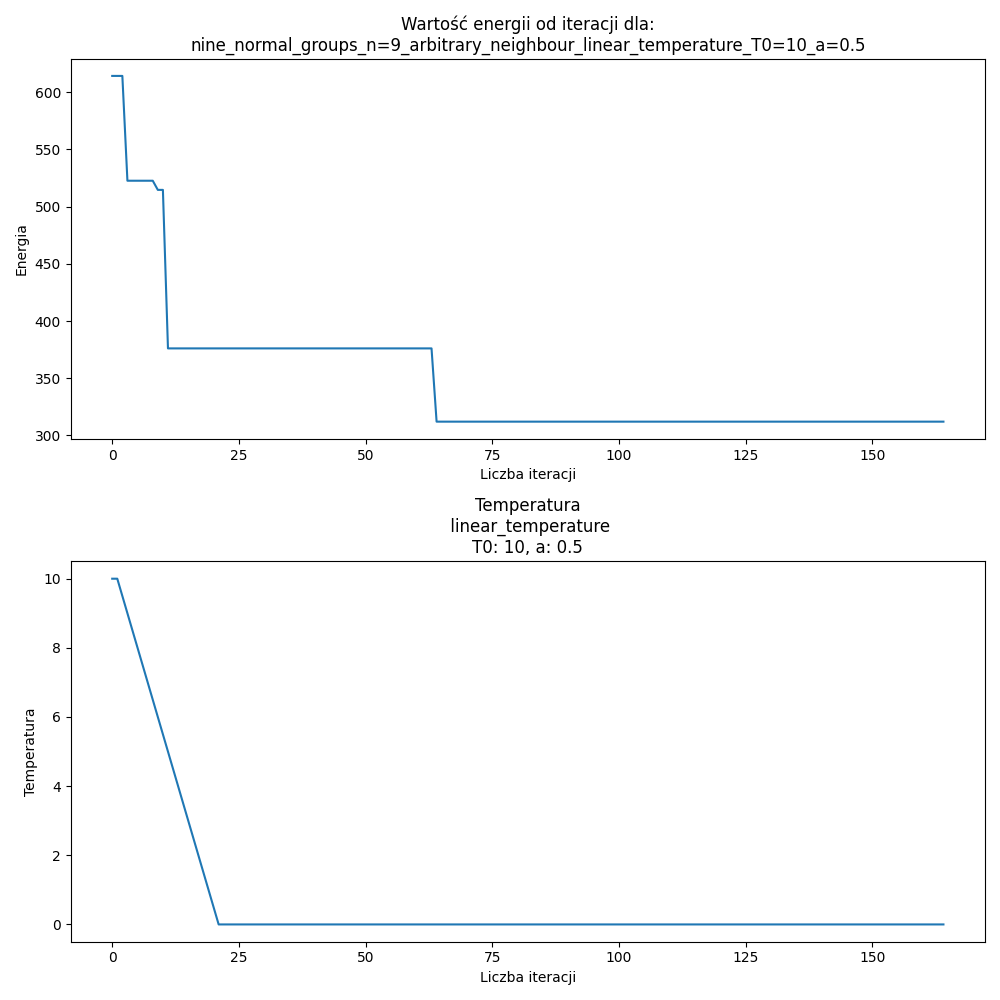 Wartość energii od iteracji dla:
nine_normal_groups_n=9_arbitrary_neighbour_linear_temperature_T0=10_a=0.5
600
550
500
450
400
350
300
Energia
0 25 50 75 100 125 150
Liczba iteracji
Temperatura
linear_temperature
T0: 10, a: 0.5
10
8
6
4
2
0
Temperatura
0 25 50 75 100 125 150
Liczba iteracji